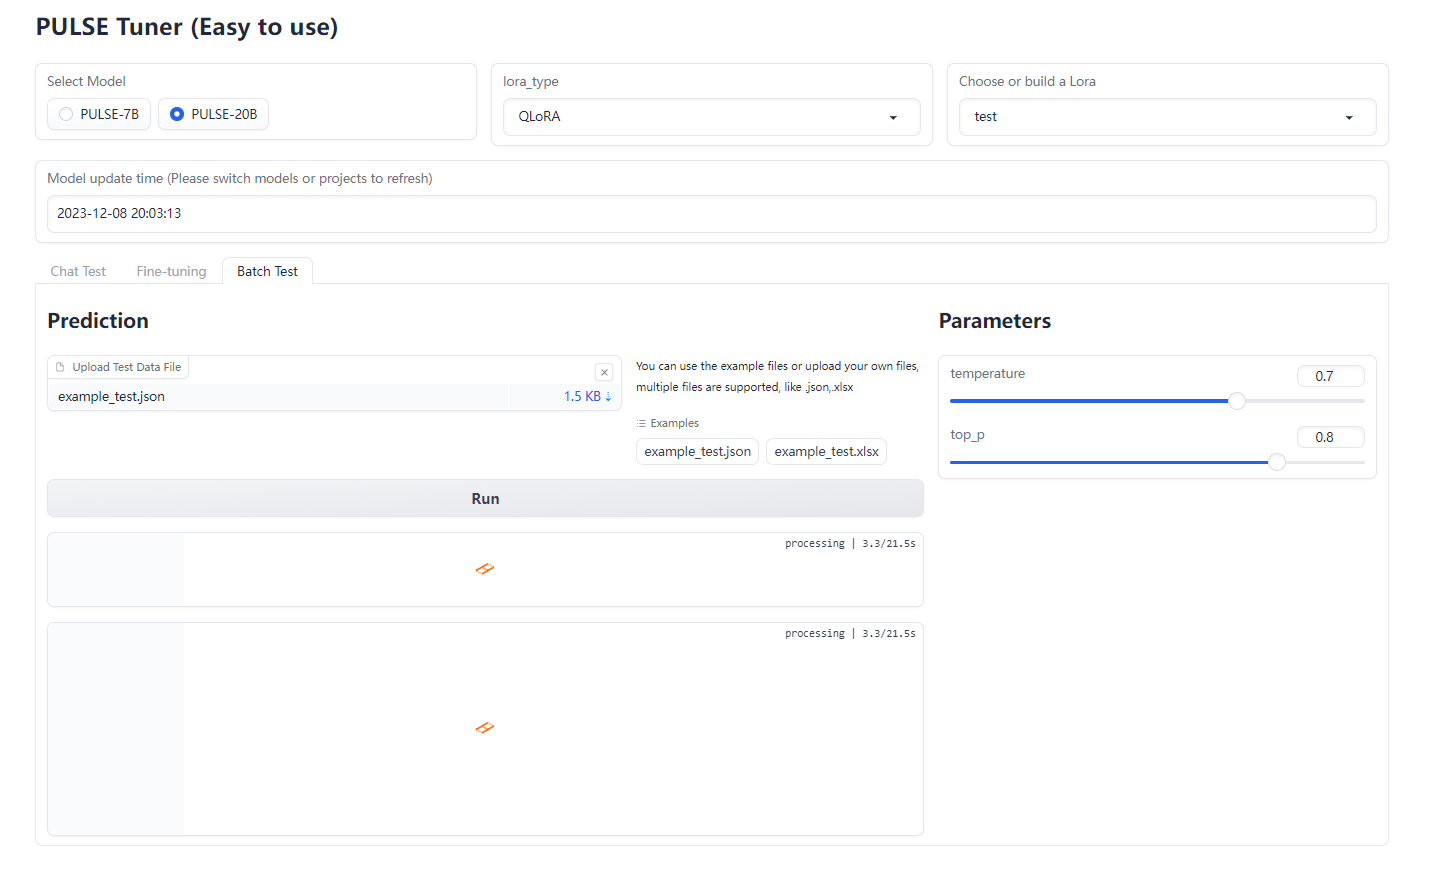 PULSE Tuner (Easy to use)
Select Model
PULSE-7B
PULSE-20B
lora_type
QLoRA
Choose or build a Lora
test
Model update time (Please switch models or projects to refresh)
2023-12-08 20:03:13
Chat Test
Fine-tuning
Batch Test
Prediction
Upload Test Data File
example_test.json
1.5 KB ⇣
You can use the example files or upload your own files,
multiple files are supported, like .json,.xlsx
Examples
example_test.json
example_test.xlsx
Run
processing | 3.3/21.5s
processing | 3.3/21.5s
Parameters
temperature
0.7
top_p
0.8